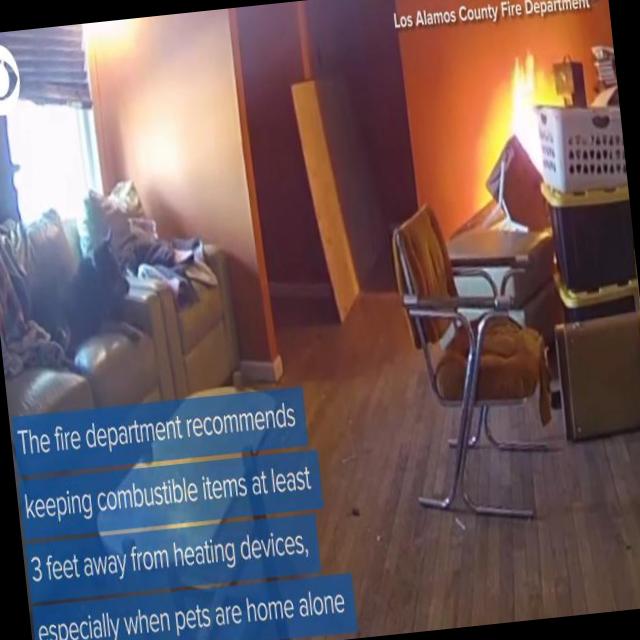 Los Alamos County Fire Department
The fire department recommends
keeping combustible items at least
3 feet away from heating devices,
especially when pets are home alone